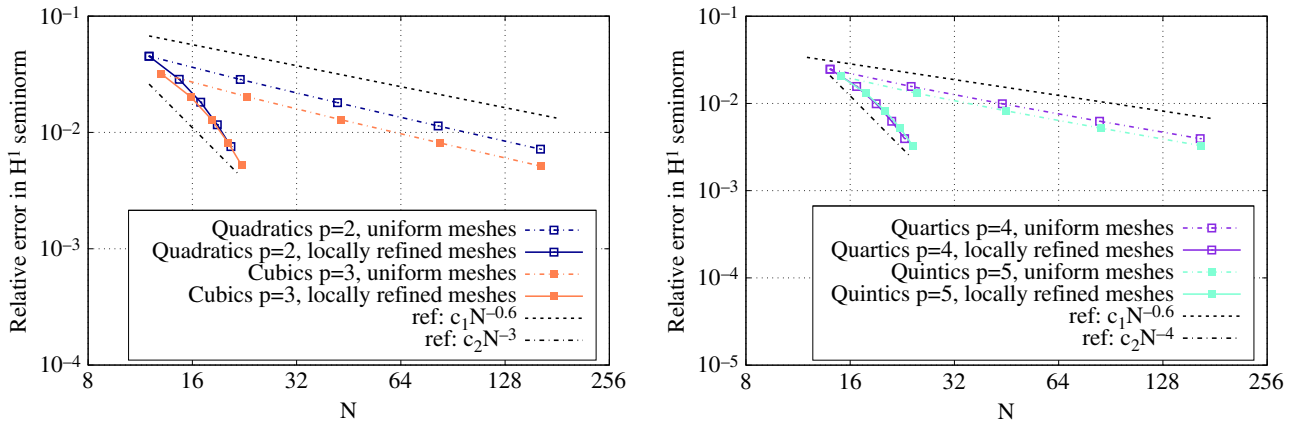 10⁻¹
10⁻²
10⁻³
10⁻⁴
Relative error in H¹ seminorm
Quadratics p=2, uniform meshes
Quadratics p=2, locally refined meshes
Cubics p=3, uniform meshes
Cubics p=3, locally refined meshes
ref: c₁N⁻⁰·⁶
ref: c₂N⁻³
8 16 32 64 128 256
N
10⁻¹
10⁻²
10⁻³
10⁻⁴
10⁻⁵
Relative error in H¹ seminorm
Quartics p=4, uniform meshes
Quartics p=4, locally refined meshes
Quintics p=5, uniform meshes
Quintics p=5, locally refined meshes
ref: c₁N⁻⁰·⁶
ref: c₂N⁻⁴
8 16 32 64 128 256
N